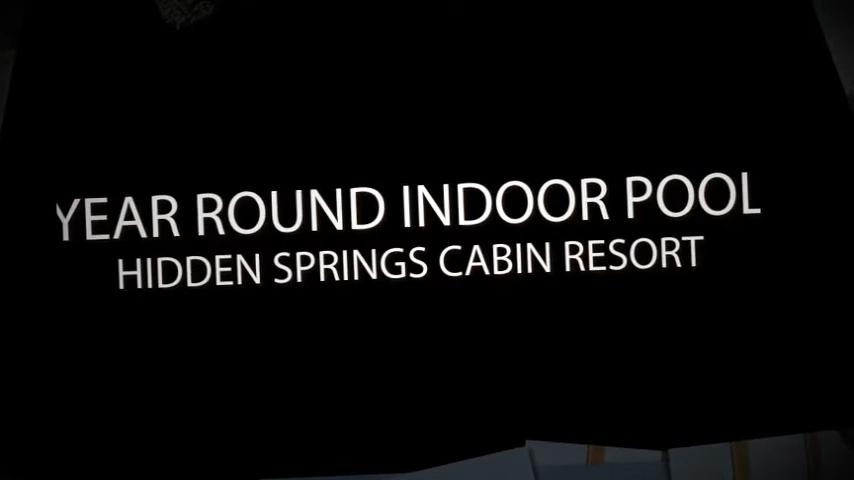 YEAR ROUND INDOOR POOL
HIDDEN SPRINGS CABIN RESORT